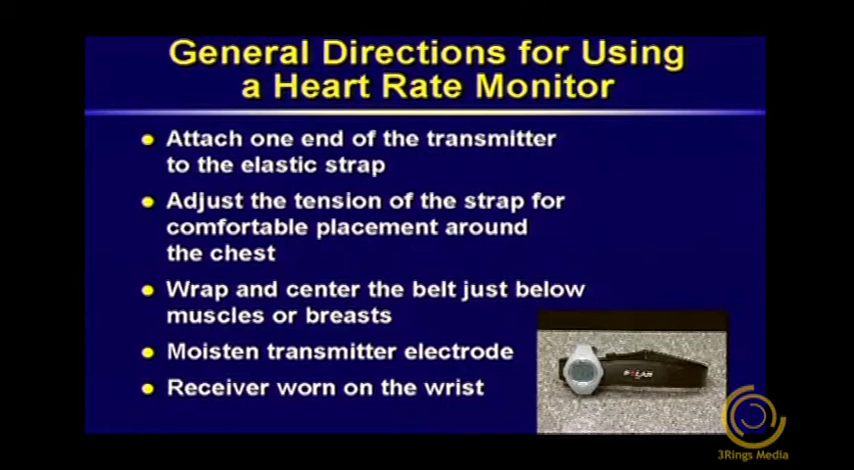 General Directions for Using
a Heart Rate Monitor
Attach one end of the transmitter
to the elastic strap
Adjust the tension of the strap for
comfortable placement around
the chest
Wrap and center the belt just below
muscles or breasts
Moisten transmitter electrode
Receiver worn on the wrist
POLAR
3Rings Media